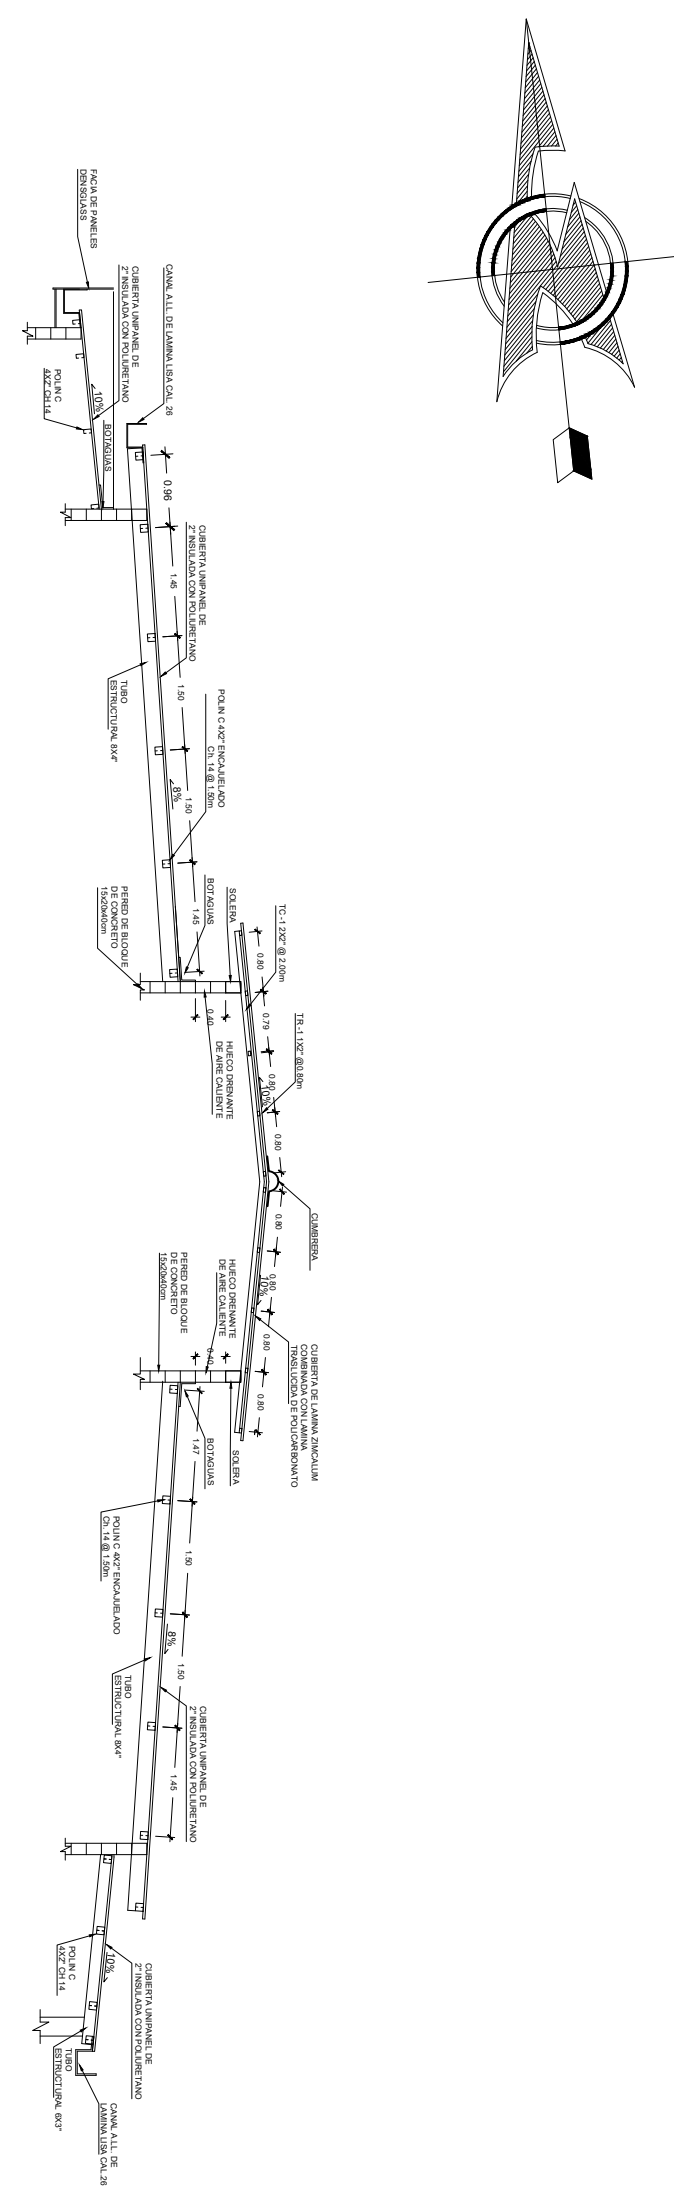 FACIA DE PANELES
DENSGLASS
CUBIERTA UNIPANEL DE
2" INSULADA CON POLIURETANO
CANAL A.LL. DE LAMINA LISA CAL. 26
10%
POLIN C
4X2" CH 14
BOTAGUAS
0.96
CUBIERTA UNIPANEL DE
2" INSULADA CON POLIURETANO
1.45
TUBO
ESTRUCTURAL 8X4"
1.50
POLIN C 4X2" ENCAJUELADO
Ch. 14 @ 1.50m
8%
1.50
1.45
BOTAGUAS
SOLERA
PERED DE BLOQUE
DE CONCRETO
15x20x40cm
TC -1 2X2" @ 2.00m
0.80
0.40
0.79
TR -1 1X2" @0.80m
HUECO DRENANTE
DE AIRE CALIENTE
0.80
10%
0.80
CUMBRERA
0.80
0.80
10%
HUECO DRENANTE
DE AIRE CALIENTE
PERED DE BLOQUE
DE CONCRETO
15x20x40cm
0.40
0.80
CUBIERTA DE LAMINA ZIMCALUM
COMBINADA CON LAMINA
TRASLUCIDA DE POLICARBONATO
0.80
SOLERA
BOTAGUAS
1.47
POLIN C 4X2" ENCAJUELADO
Ch. 14 @ 1.50m
1.50
8%
1.50
TUBO
ESTRUCTURAL 8X4"
CUBIERTA UNIPANEL DE
2" INSULADA CON POLIURETANO
1.45
POLIN C
4X2" CH 14
10%
CUBIERTA UNIPANEL DE
2" INSULADA CON POLIURETANO
TUBO
ESTRUCTURAL 6X3"
CANAL A.LL. DE
LAMINA LISA CAL. 26